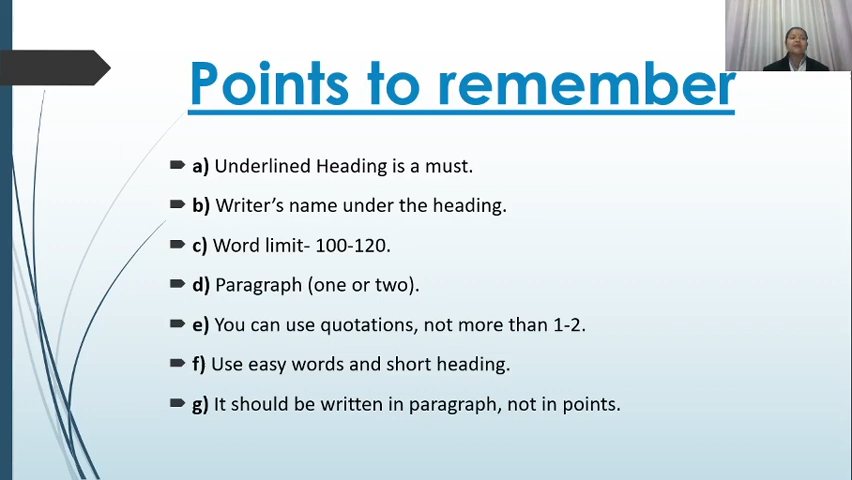 Points to remember
a) Underlined Heading is a must.
b) Writer's name under the heading.
c) Word limit- 100-120.
d) Paragraph (one or two).
e) You can use quotations, not more than 1-2.
f) Use easy words and short heading.
g) It should be written in paragraph, not in points.